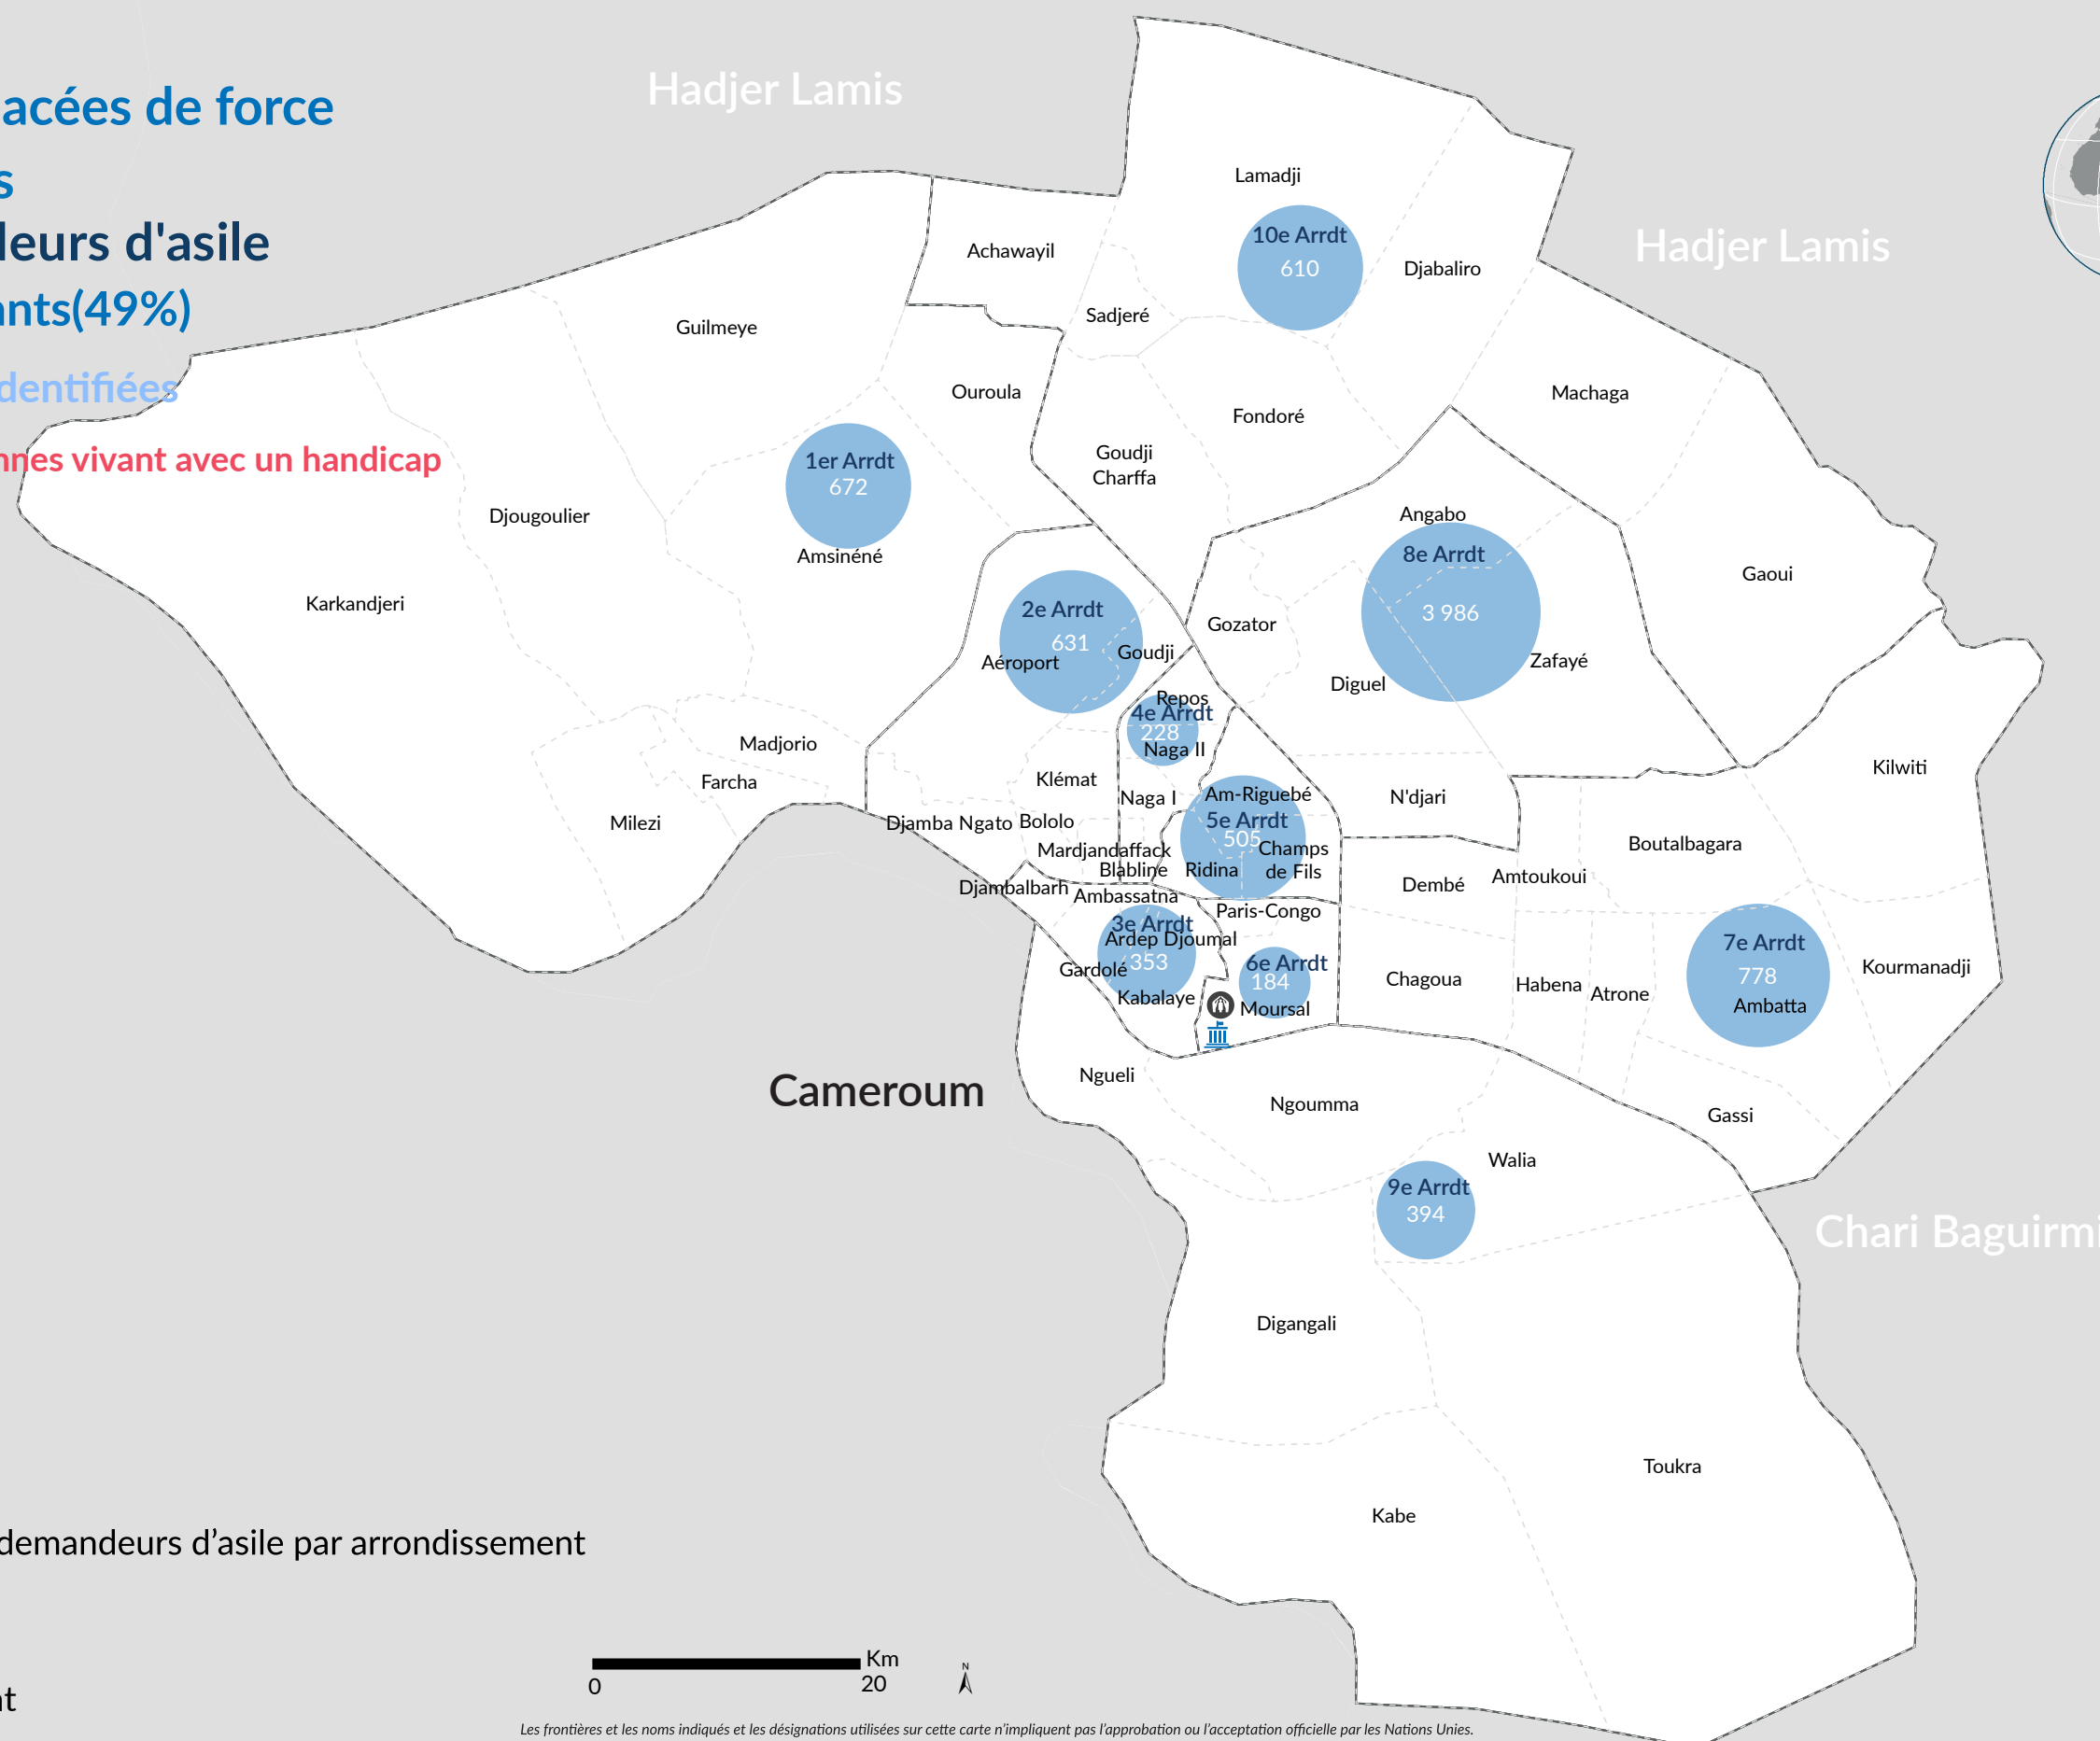 acées de force
s
leurs d'asile
ants(49%)
dentifiées
nnes vivant avec un handicap
Hadjer Lamis
Hadjer Lamis
Lamadji
10e Arrdt
610
Achawayil
Djabaliro
Sadjeré
Guilmeye
Ouroula
Machaga
Fondoré
Goudji
Charffa
1er Arrdt
672
Amsinéné
Djougoulier
Karkandjeri
Angabo
8e Arrdt
3 986
Gaoui
2e Arrdt
631
Aéroport
Goudji
Gozator
Zafayé
Diguel
Repos
4e Arrdt
228
Naga II
Madjorio
Farcha
Milezi
Klémat
Naga I
Kilwiti
Am-Riguebé
5e Arrdt
505
Champs
de Fils
Ridina
N'djari
Djamba Ngato
Bololo
Mardjandaffack
Blabline
Boutalbagara
Djambalbarh
Ambassatna
Dembé
Amtoukoui
Paris-Congo
3e Arrdt
Ardep Djoumal
353
Gardolé
Kabalaye
6e Arrdt
184
Moursal
Chagoua
Habena
Atrone
7e Arrdt
778
Ambatta
Kourmanadji
Cameroum
Ngueli
Ngoumma
Gassi
Walia
9e Arrdt
394
Chari Baguirmi
Digangali
Toukra
Kabe
demandeurs d’asile par arrondissement
nt
Km
0
20
N
Les frontières et les noms indiqués et les désignations utilisées sur cette carte n’impliquent pas l’approbation ou l’acceptation officielle par les Nations Unies.